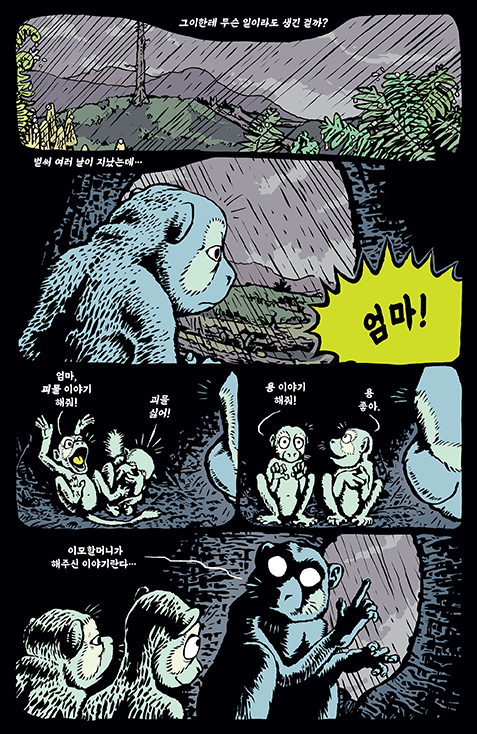 그이한테 무슨 일이라도 생긴 걸까?
벌써 여러 날이 지났는데…
엄마!
엄마,
괴물 이야기
해줘!
괴물
싫어!
용 이야기
해줘!
용
좋아.
이모할머니가
해주신 이야기란다…